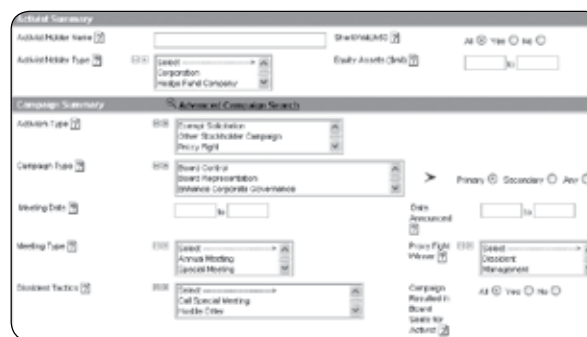 Activist Summary
Activist/Holder Name [?]
SharkWatch50 [?]
All Yes No
Activist/Holder Type [?]
Select
Corporation
Hedge Fund Company
Equity Assets ($mil) [?]
to
Campaign Summary
Advanced Campaign Search
Activism Type [?]
Exempt Solicitation
Other Stockholder Campaign
Proxy Fight
Campaign Type [?]
Board Control
Board Representation
Enhance Corporate Governance
> Primary Secondary Any
Meeting Date [?]
to
Date
Announced
[?]
to
Meeting Type [?]
Select
Annual Meeting
Special Meeting
Proxy Fight
Winner [?]
Select
Dissident
Management
Dissident Tactics [?]
Select
Call Special Meeting
Hostile Offer
Campaign
Resulted in
Board
Seats for
Activist [?]
All Yes No